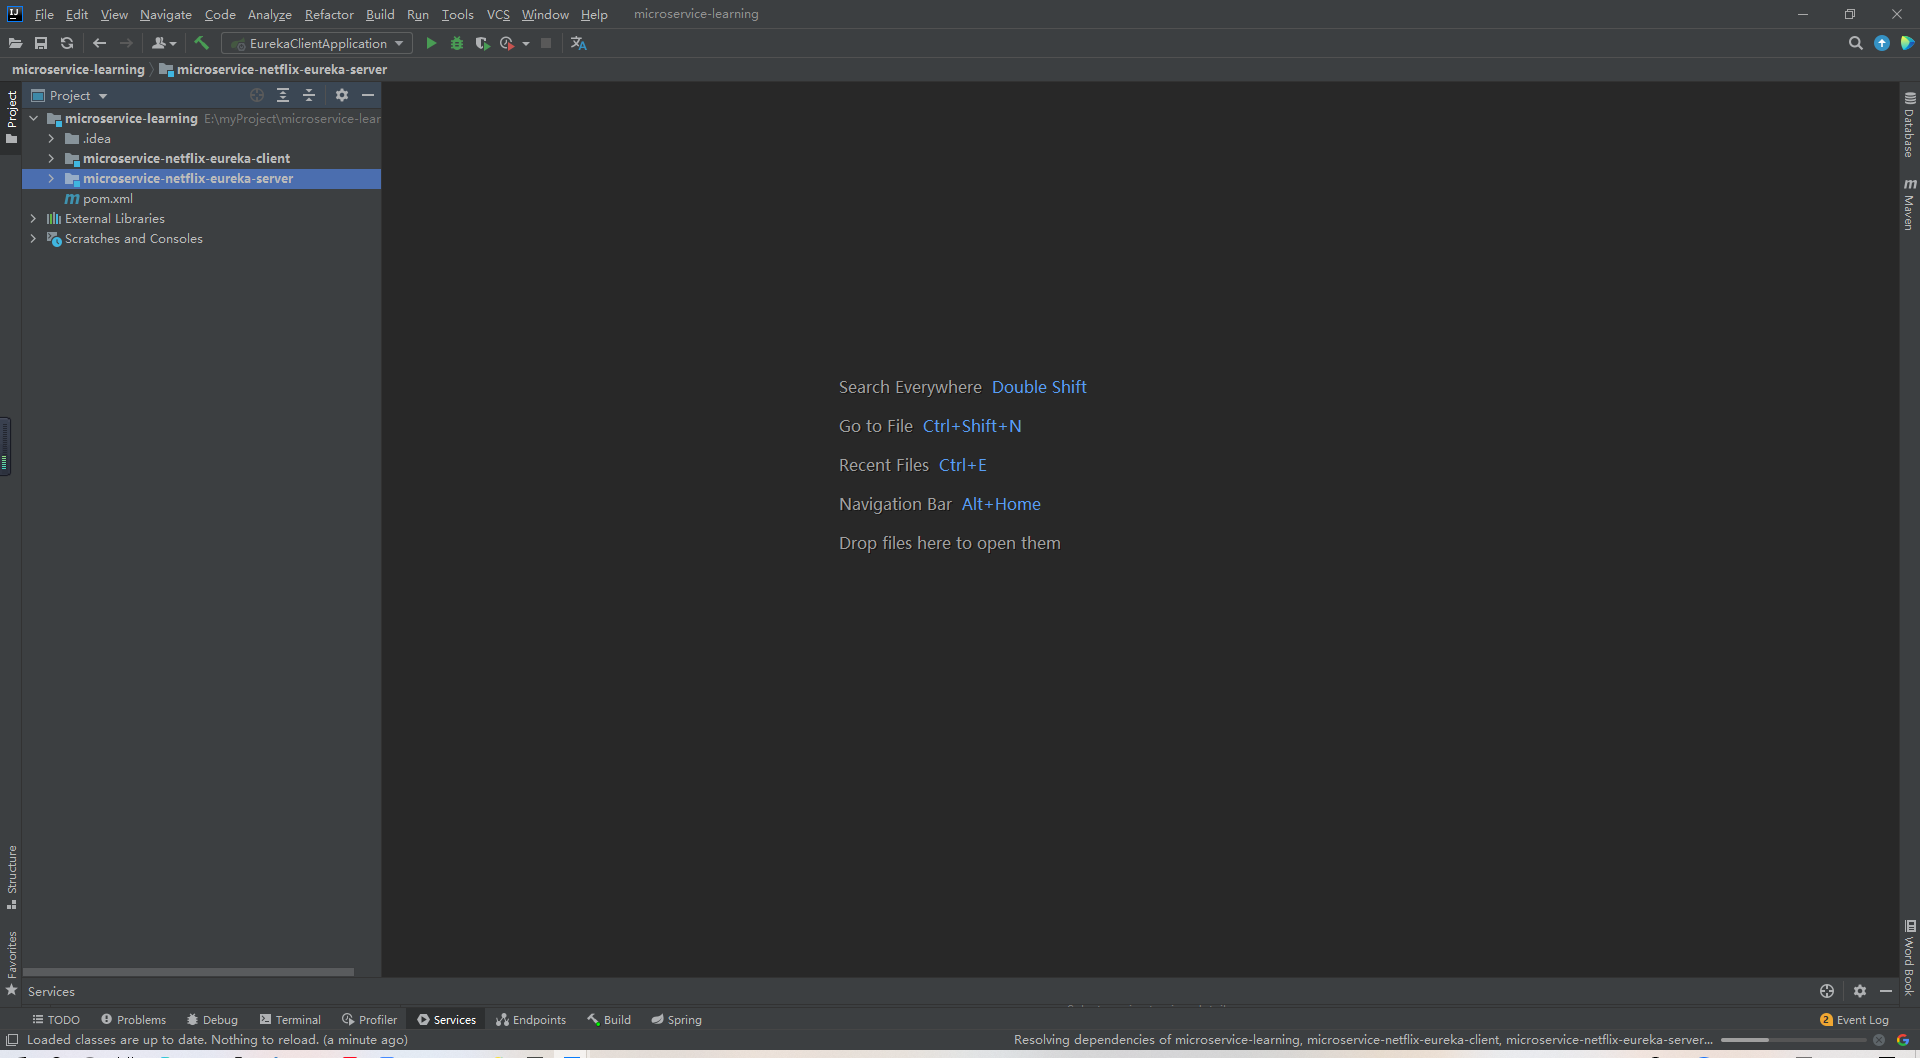 File Edit View Navigate Code Analyze Refactor Build Run Tools VCS Window Help microservice-learning
EurekaClientApplication
microservice-learning microservice-netflix-eureka-server
Project
Project
microservice-learning E:\myProject\microservice-lear
.idea
microservice-netflix-eureka-client
microservice-netflix-eureka-server
pom.xml
External Libraries
Scratches and Consoles
Search Everywhere Double Shift
Go to File Ctrl+Shift+N
Recent Files Ctrl+E
Navigation Bar Alt+Home
Drop files here to open them
Database
Maven
Structure
Favorites
Word Book
Services
TODO Problems Debug Terminal Profiler Services Endpoints Build Spring 2 Event Log
Loaded classes are up to date. Nothing to reload. (a minute ago) Resolving dependencies of microservice-learning, microservice-netflix-eureka-client, microservice-netflix-eureka-server...